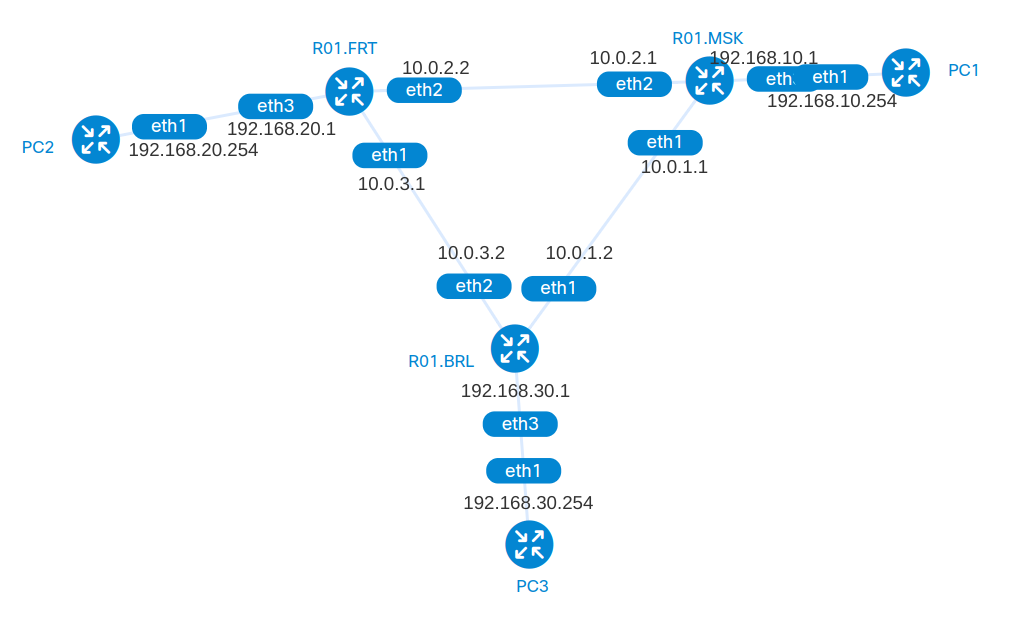 R01.MSK
R01.FRT
10.0.2.1
192.168.10.1
10.0.2.2
PC1
eth2
eth2
eth
eth1
eth3
192.168.10.254
eth1
192.168.20.1
PC2
192.168.20.254
eth1
eth1
10.0.3.1
10.0.1.1
10.0.3.2
10.0.1.2
eth2
eth1
R01.BRL
192.168.30.1
eth3
eth1
192.168.30.254
PC3